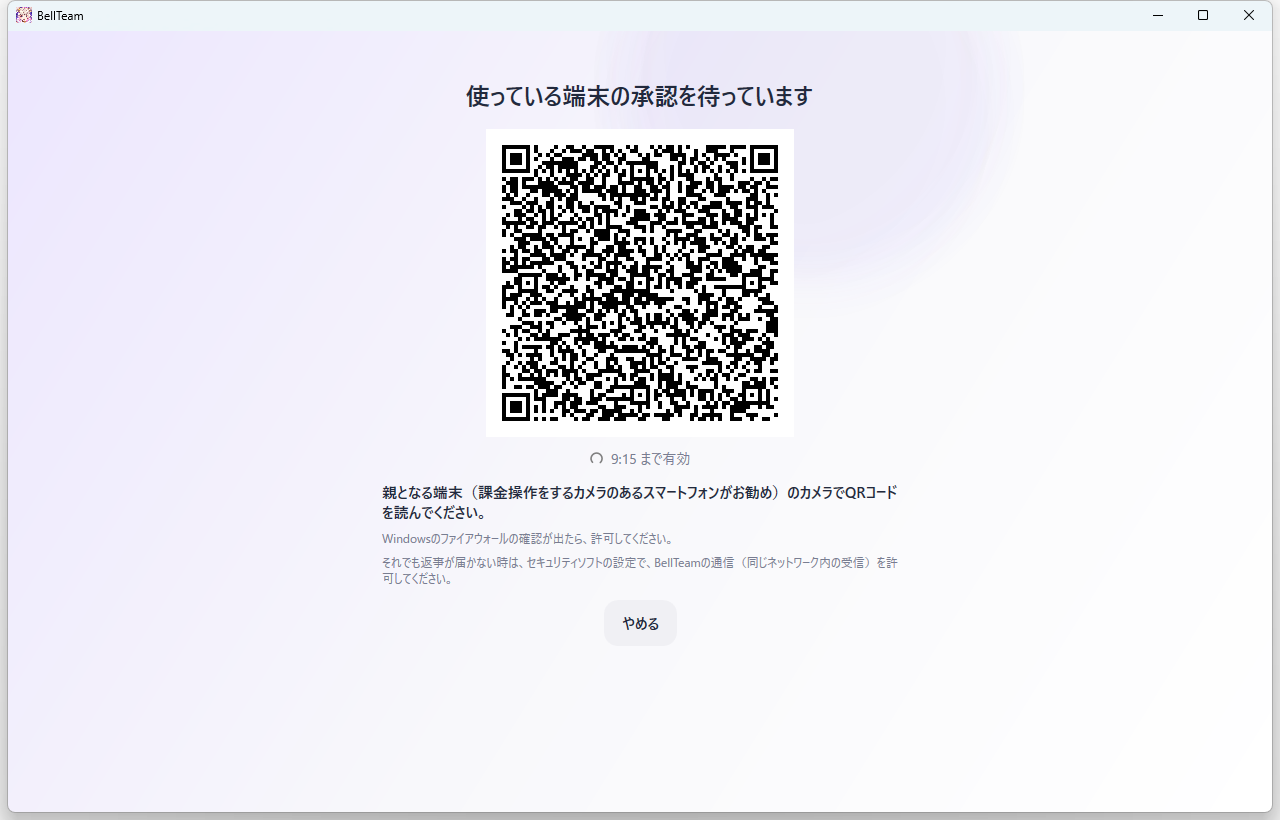 BellTeam
使っている端末の承認を待っています
9:15 まで有効
親となる端末（課金操作をするカメラのあるスマートフォンがお勧め）のカメラでQRコード
を読んでください。
Windowsのファイアウォールの確認が出たら、許可してください。
それでも返事が届かない時は、セキュリティソフトの設定で、BellTeamの通信（同じネットワーク内の受信）を許
可してください。
やめる